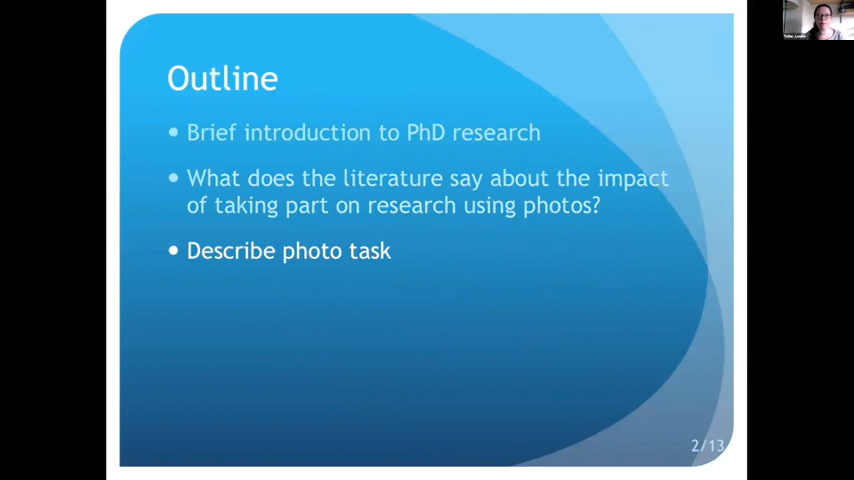 Outline
• Brief introduction to PhD research
• What does the literature say about the impact
of taking part on research using photos?
• Describe photo task
2/13